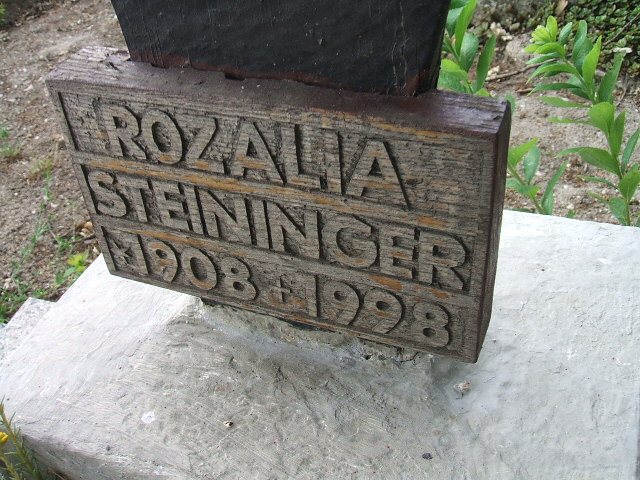 ROZALIA
STEININGER
*1908 +1998